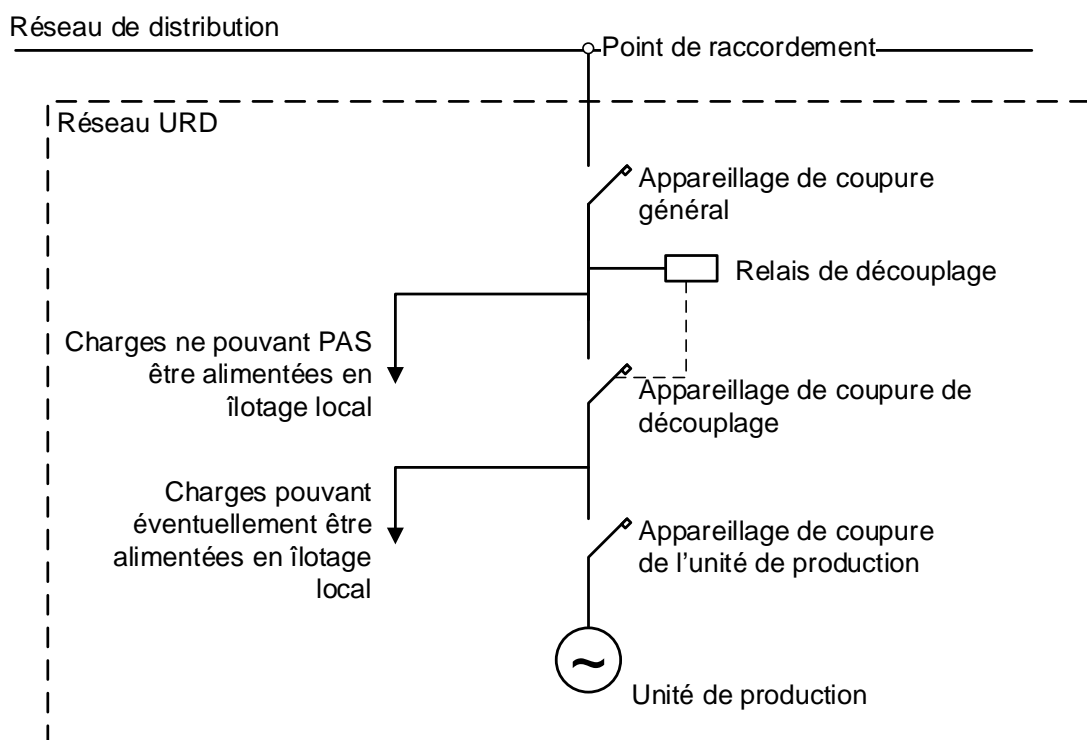 Réseau de distribution
Point de raccordement
Réseau URD
Appareillage de coupure
général
Relais de découplage
Charges ne pouvant PAS
être alimentées en
îlotage local
Appareillage de coupure de
découplage
Charges pouvant
éventuellement être
alimentées en îlotage
local
Appareillage de coupure
de l'unité de production
~
Unité de production